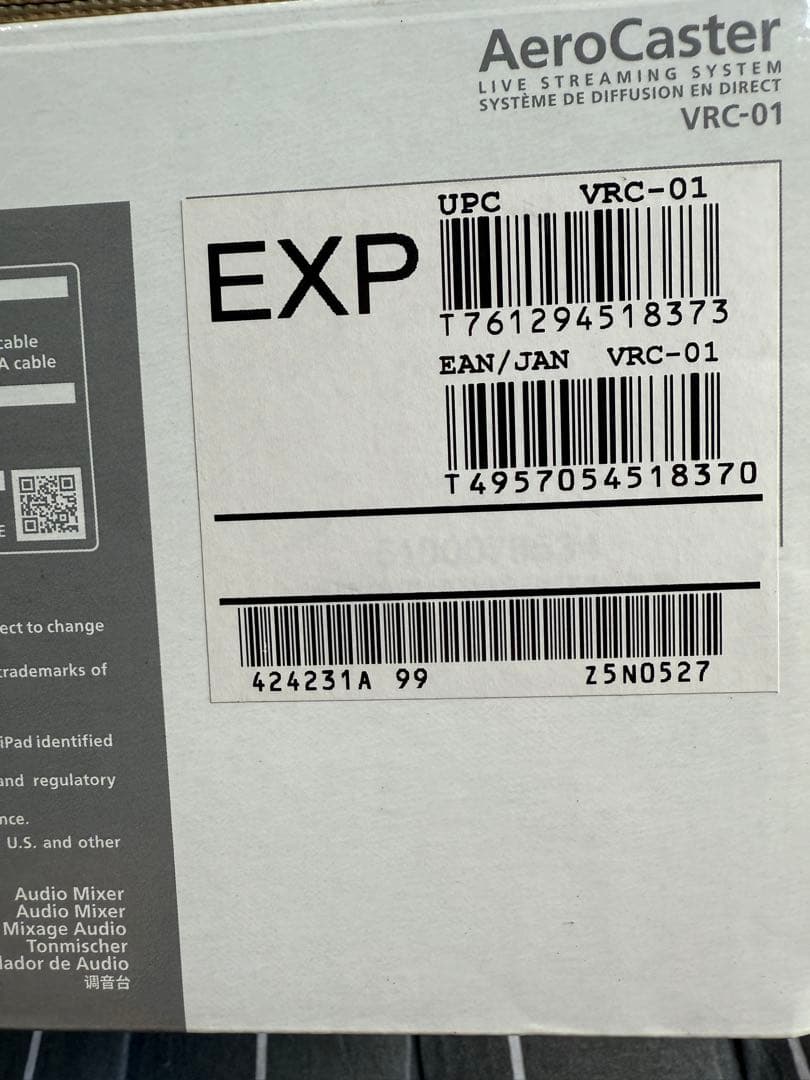 AeroCaster
LIVE STREAMING SYSTEM
SYSTÈME DE DIFFUSION EN DIRECT
VRC-01
EXP
UPC VRC-01
T761294518373
EAN/JAN VRC-01
T4957054518370
424231A 99 Z5N0527
cable
A cable
E
ect to change
trademarks of
iPad identified
and regulatory
nce.
U.S. and other
Audio Mixer
Audio Mixer
Mixage Audio
Tonmischer
lador de Audio
调音台